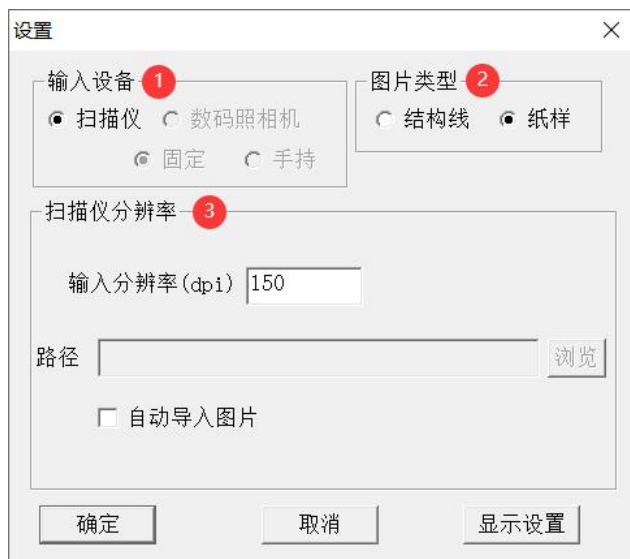 设置
输入设备 1
图片类型 2
扫描仪 数码照相机
结构线 纸样
固定 手持
扫描仪分辨率 3
输入分辨率(dpi) 150
路径 浏览
自动导入图片
确定 取消 显示设置